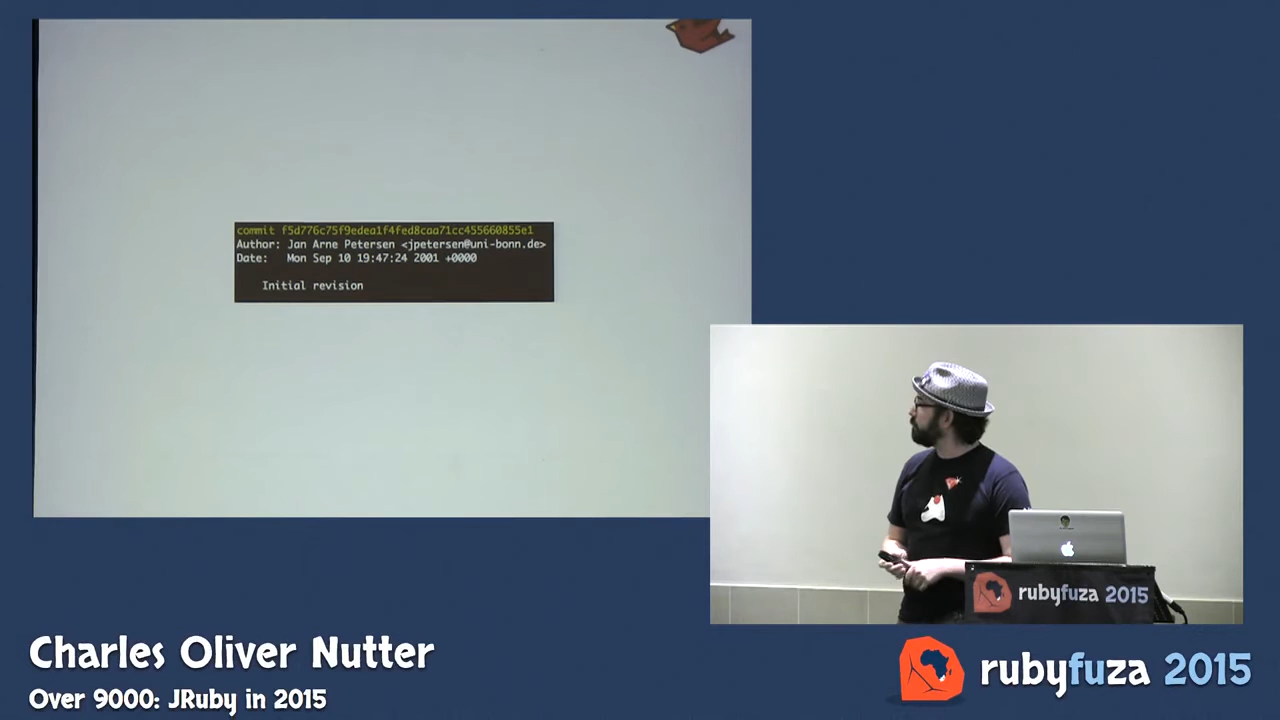 commit f5d776c75f9edea1f4fed8caa71cc455660855e1
Author: Jan Arne Petersen <jpetersen@uni-bonn.de>
Date: Mon Sep 10 19:47:24 2001 +0000
Initial revision
rubyfuza 2015
Charles Oliver Nutter
Over 9000: JRuby in 2015
rubyfuza 2015